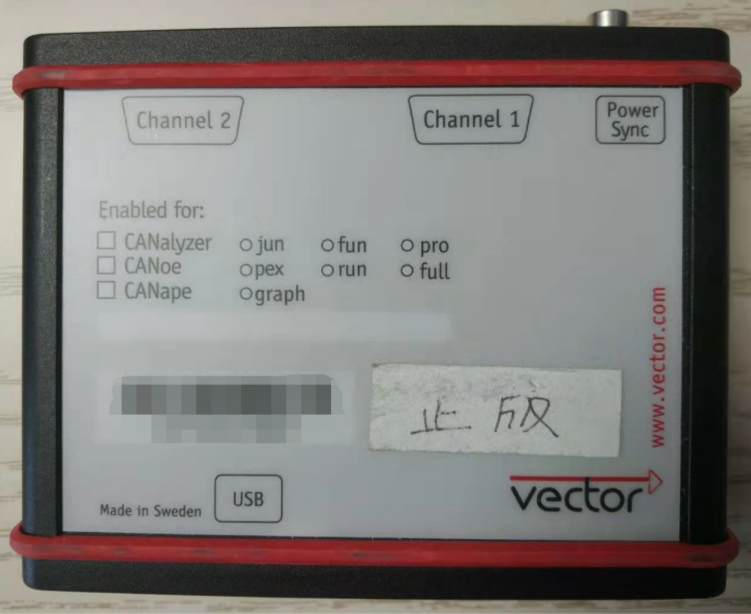 Channel 2
Channel 1
Power
Sync
Enabled for:
CANalyzer jun fun pro
CANoe pex run full
CANape graph
www.vector.com
止版
Made in Sweden
USB
vector